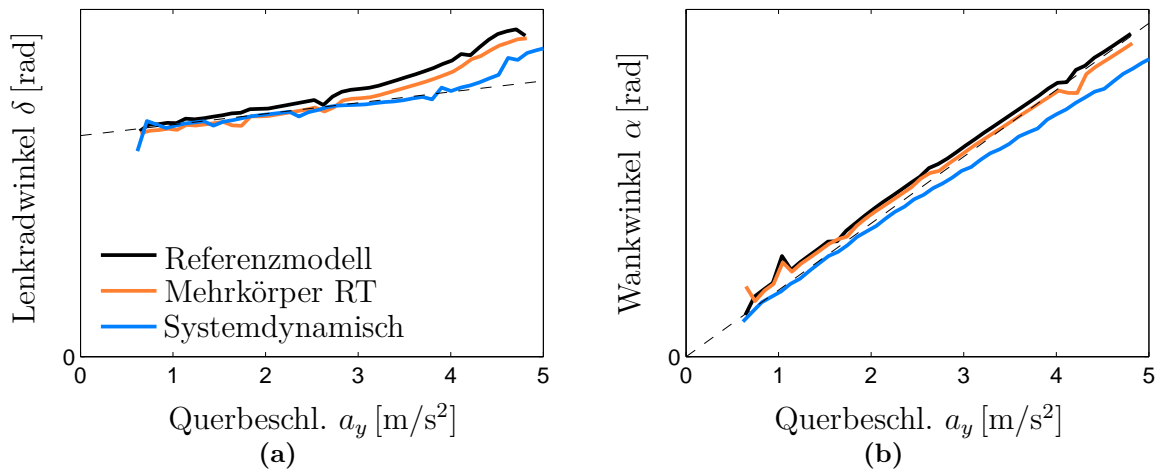 Lenkradwinkel δ [rad]
Referenzmodell
Mehrkörper RT
Systemdynamisch
0
0 1 2 3 4 5
Querbeschl. a_y [m/s²]
(a)
Wankwinkel α [rad]
0 1 2 3 4 5
Querbeschl. a_y [m/s²]
(b)